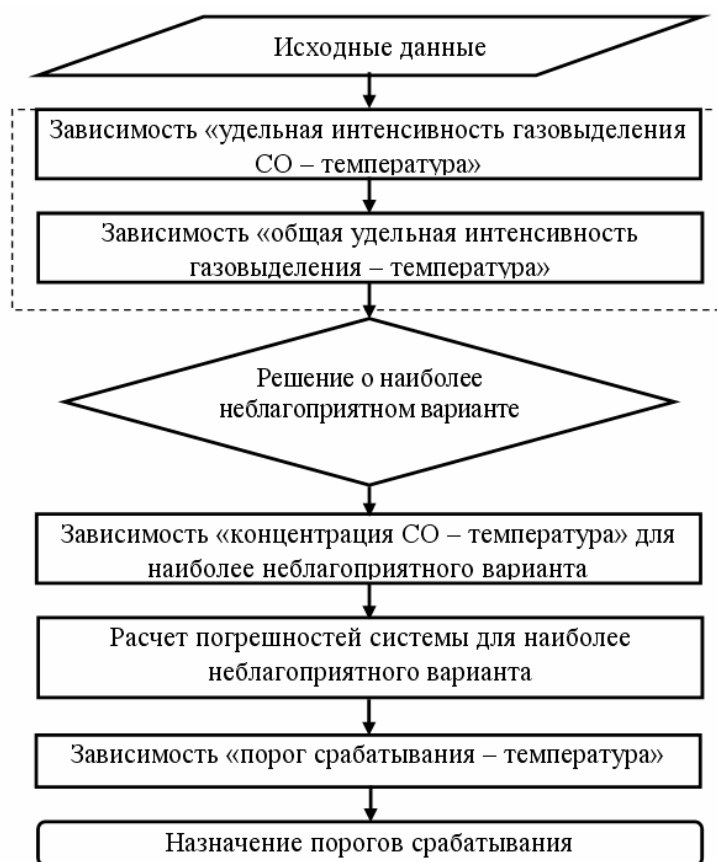 Исходные данные
Зависимость «удельная интенсивность газовыделения
СО – температура»
Зависимость «общая удельная интенсивность
газовыделения – температура»
Решение о наиболее
неблагоприятном варианте
Зависимость «концентрация СО – температура» для
наиболее неблагоприятного варианта
Расчет погрешностей системы для наиболее
неблагоприятного варианта
Зависимость «порог срабатывания – температура»
Назначение порогов срабатывания